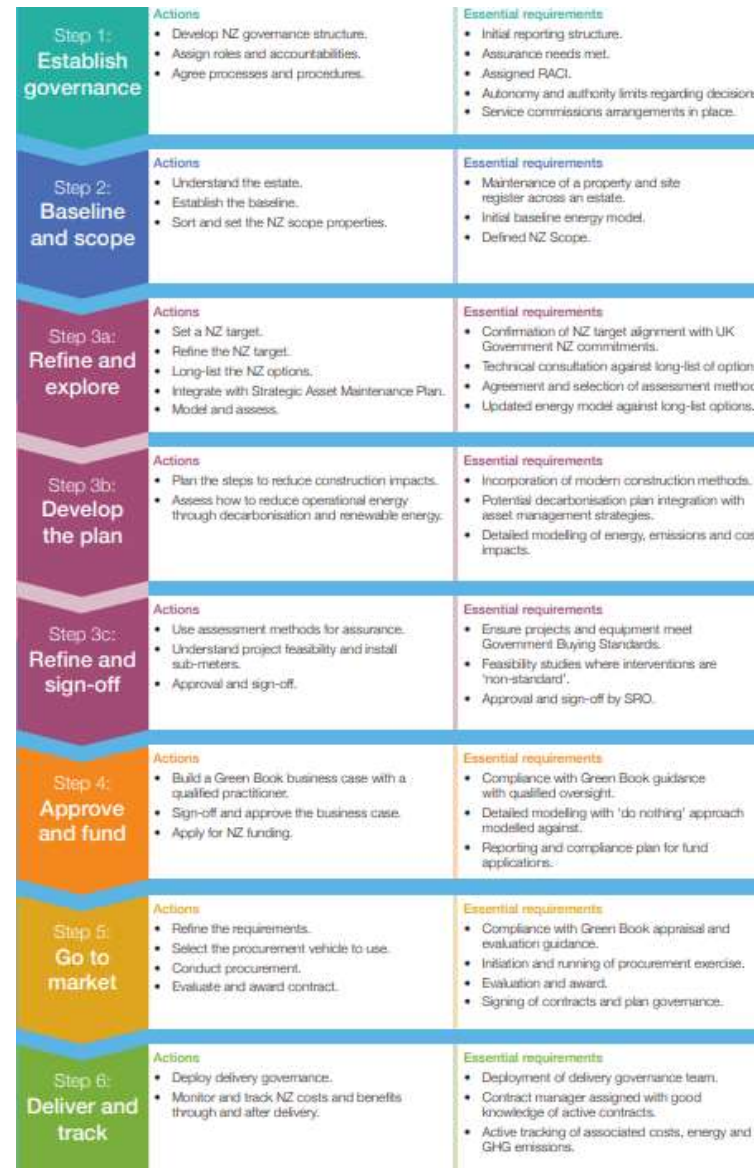 Step 1:
Establish
governance
Actions
• Develop NZ governance structure.
• Assign roles and accountabilities.
• Agree processes and procedures.
Essential requirements
• Initial reporting structure.
• Assurance needs met.
• Assigned RACI.
• Autonomy and authority limits regarding decision
• Service commissions arrangements in place.
Step 2:
Baseline
and scope
Actions
• Understand the estate.
• Establish the baseline.
• Sort and set the NZ scope properties.
Essential requirements
• Maintenance of a property and site
register across an estate.
• Initial baseline energy model.
• Defined NZ Scope.
Step 3a:
Refine and
explore
Actions
• Set a NZ target.
• Refine the NZ target.
• Long-list the NZ options.
• Integrate with Strategic Asset Maintenance Plan.
• Model and assess.
Essential requirements
• Confirmation of NZ target alignment with UK
Government NZ commitments.
• Technical consultation against long-list of option
• Agreement and selection of assessment method
• Updated energy model against long-list options.
Step 3b:
Develop
the plan
Actions
• Plan the steps to reduce construction impacts.
• Assess how to reduce operational energy
through decarbonisation and renewable energy.
Essential requirements
• Incorporation of modern construction methods.
• Potential decarbonisation plan integration with
asset management strategies.
• Detailed modelling of energy, emissions and cos
impacts.
Step 3c:
Refine and
sign-off
Actions
• Use assessment methods for assurance.
• Understand project feasibility and install
sub-meters.
• Approval and sign-off.
Essential requirements
• Ensure projects and equipment meet
Government Buying Standards.
• Feasibility studies where interventions are
‘non-standard’.
• Approval and sign-off by SRO.
Step 4:
Approve
and fund
Actions
• Build a Green Book business case with a
qualified practitioner.
• Sign-off and approve the business case.
• Apply for NZ funding.
Essential requirements
• Compliance with Green Book guidance
with qualified oversight.
• Detailed modelling with ‘do nothing’ approach
modelled against.
• Reporting and compliance plan for fund
applications.
Step 5:
Go to
market
Actions
• Refine the requirements.
• Select the procurement vehicle to use.
• Conduct procurement.
• Evaluate and award contract.
Essential requirements
• Compliance with Green Book appraisal and
evaluation guidance.
• Initiation and running of procurement exercise.
• Evaluation and award.
• Signing of contracts and plan governance.
Step 6:
Deliver and
track
Actions
• Deploy delivery governance.
• Monitor and track NZ costs and benefits
through and after delivery.
Essential requirements
• Deployment of delivery governance team.
• Contract manager assigned with good
knowledge of active contracts.
• Active tracking of associated costs, energy and
GHG emissions.